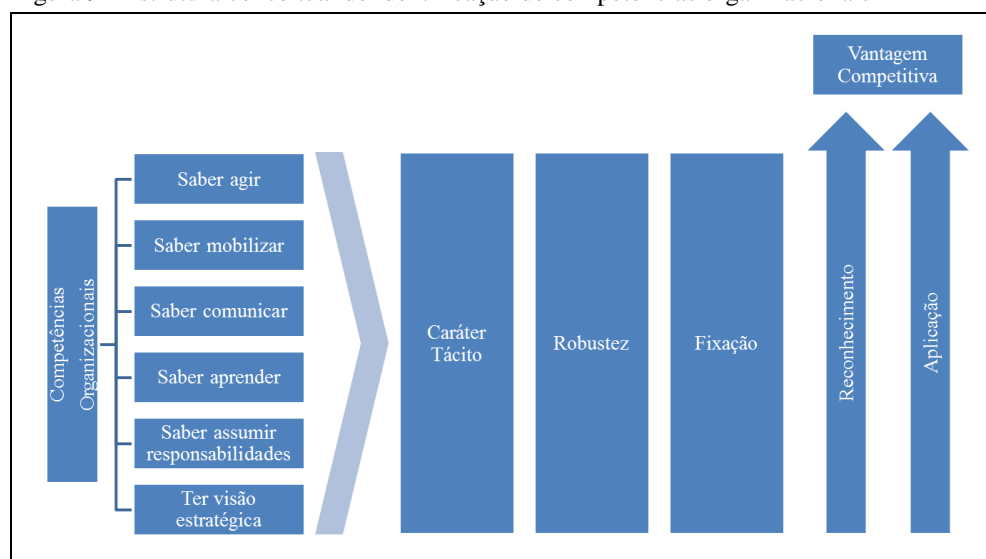 Vantagem
Competitiva
Competências
Organizacionais
Saber agir
Saber mobilizar
Saber comunicar
Saber aprender
Saber assumir
responsabilidades
Ter visão
estratégica
Caráter
Tácito
Robustez
Fixação
Reconhecimento
Aplicação